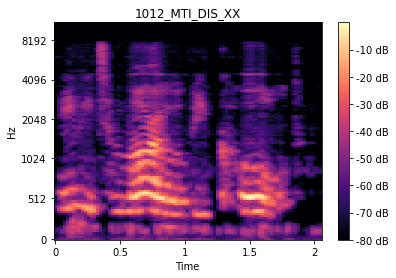 1012_MTI_DIS_XX
8192
4096
2048
1024
512
0
Hz
0
0.5
1
1.5
2
Time
-10 dB
-20 dB
-30 dB
-40 dB
-50 dB
-60 dB
-70 dB
-80 dB